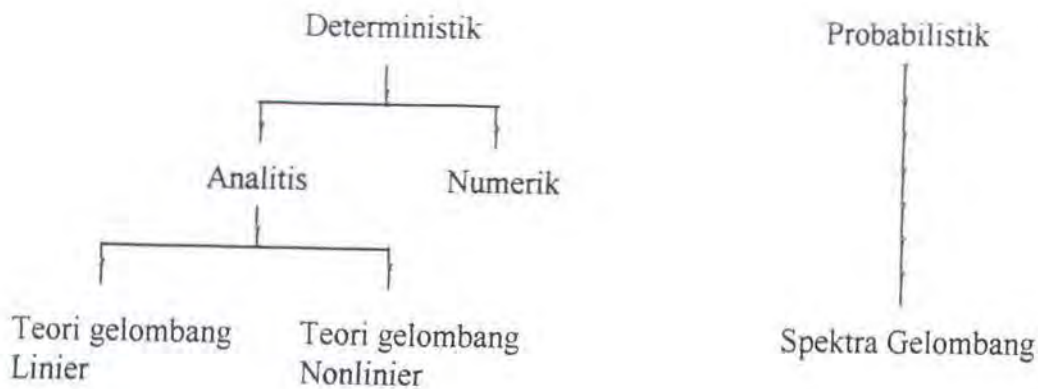 Deterministik
Probabilistik
Analitis
Numerik
Teori gelombang
Linier
Teori gelombang
Nonlinier
Spektra Gelombang